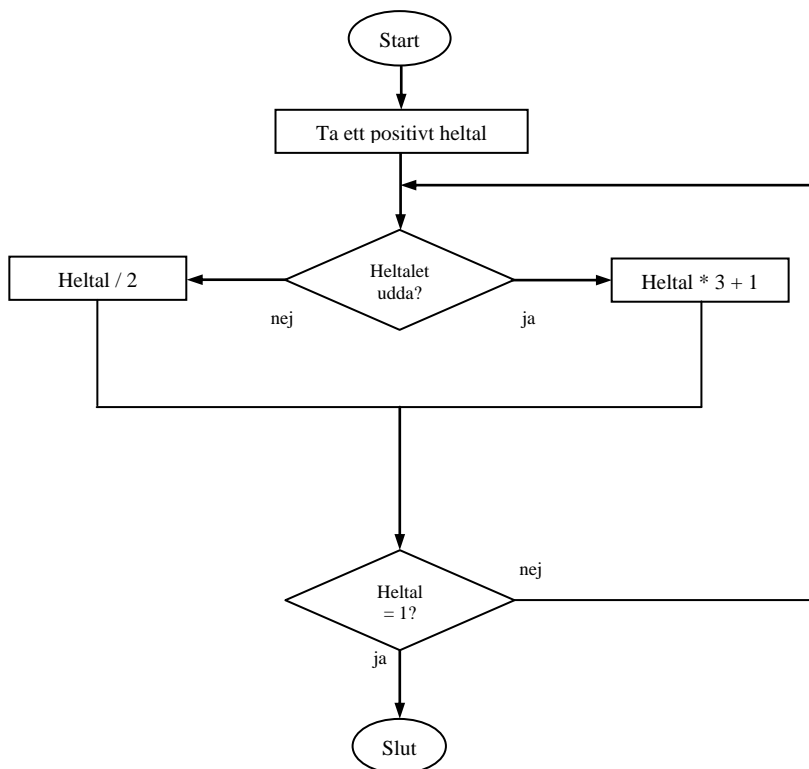 Start
Ta ett positivt heltal
Heltalet
udda?
Heltal / 2
Heltal * 3 + 1
nej
ja
Heltal
= 1?
nej
ja
Slut